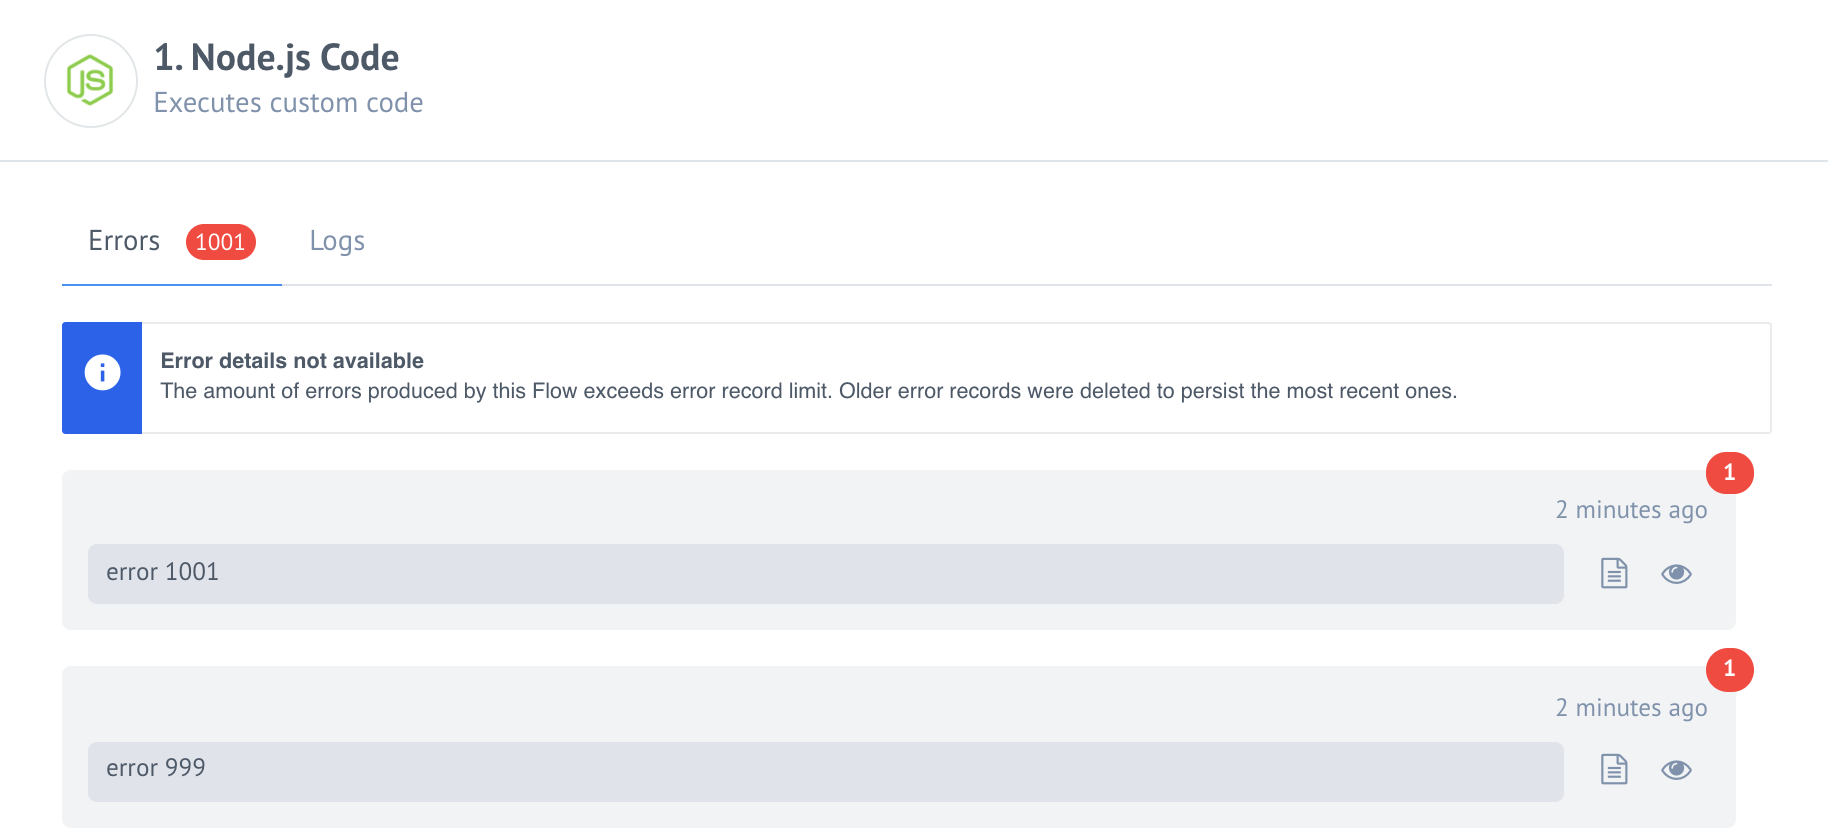 JS
1. Node.js Code
Executes custom code
Errors 1001 Logs
Error details not available
The amount of errors produced by this Flow exceeds error record limit. Older error records were deleted to persist the most recent ones.
1
2 minutes ago
error 1001
1
2 minutes ago
error 999